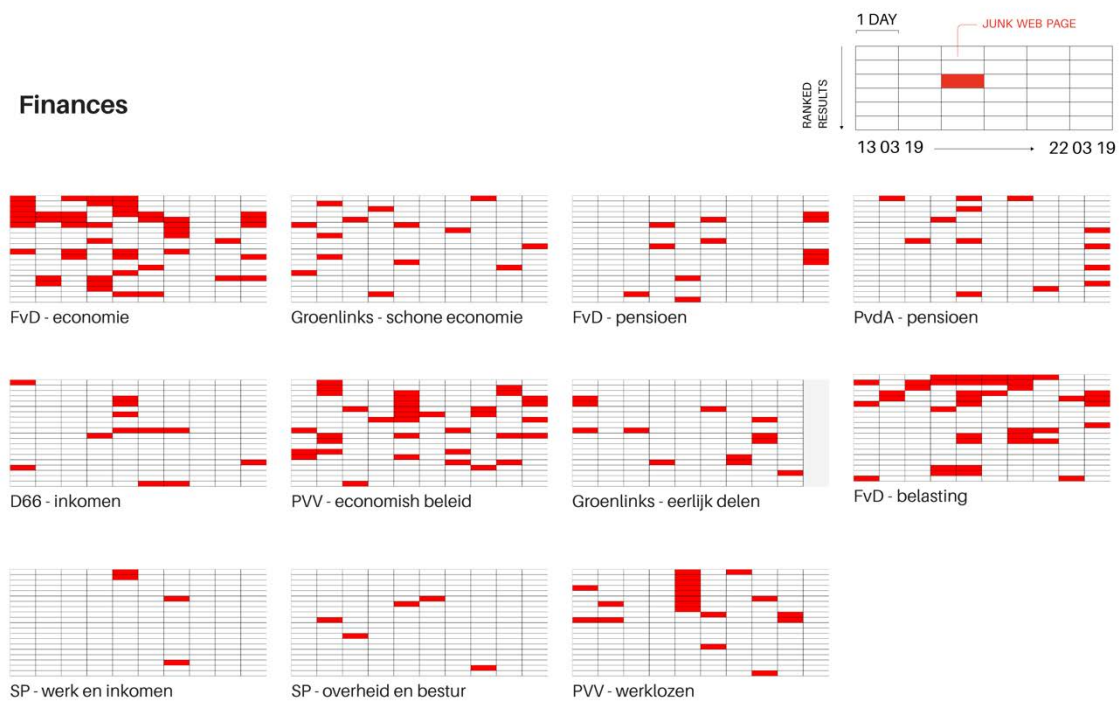 1 DAY
JUNK WEB PAGE
RANKED
RESULTS
Finances
13 03 19
22 03 19
FvD - economie
Groenlinks - schone economie
FvD - pensioen
PvdA - pensioen
D66 - inkomen
PVV - economish beleid
Groenlinks - eerlijk delen
FvD - belasting
SP - werk en inkomen
SP - overheid en bestur
PVV - werklozen